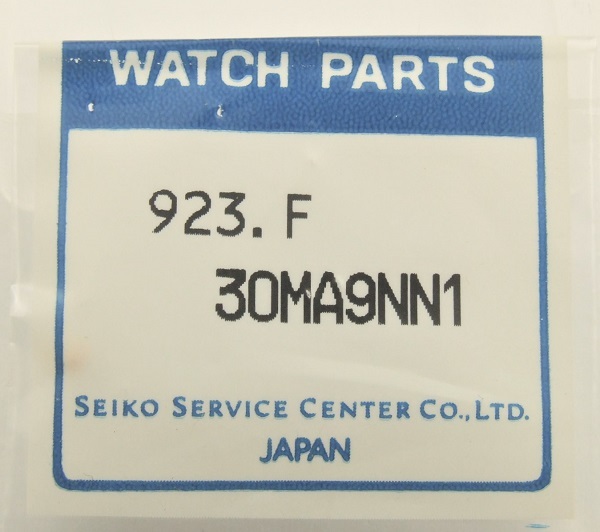 WATCH PARTS
923. F
30MA9NN1
SEIKO SERVICE CENTER CO., LTD.
JAPAN